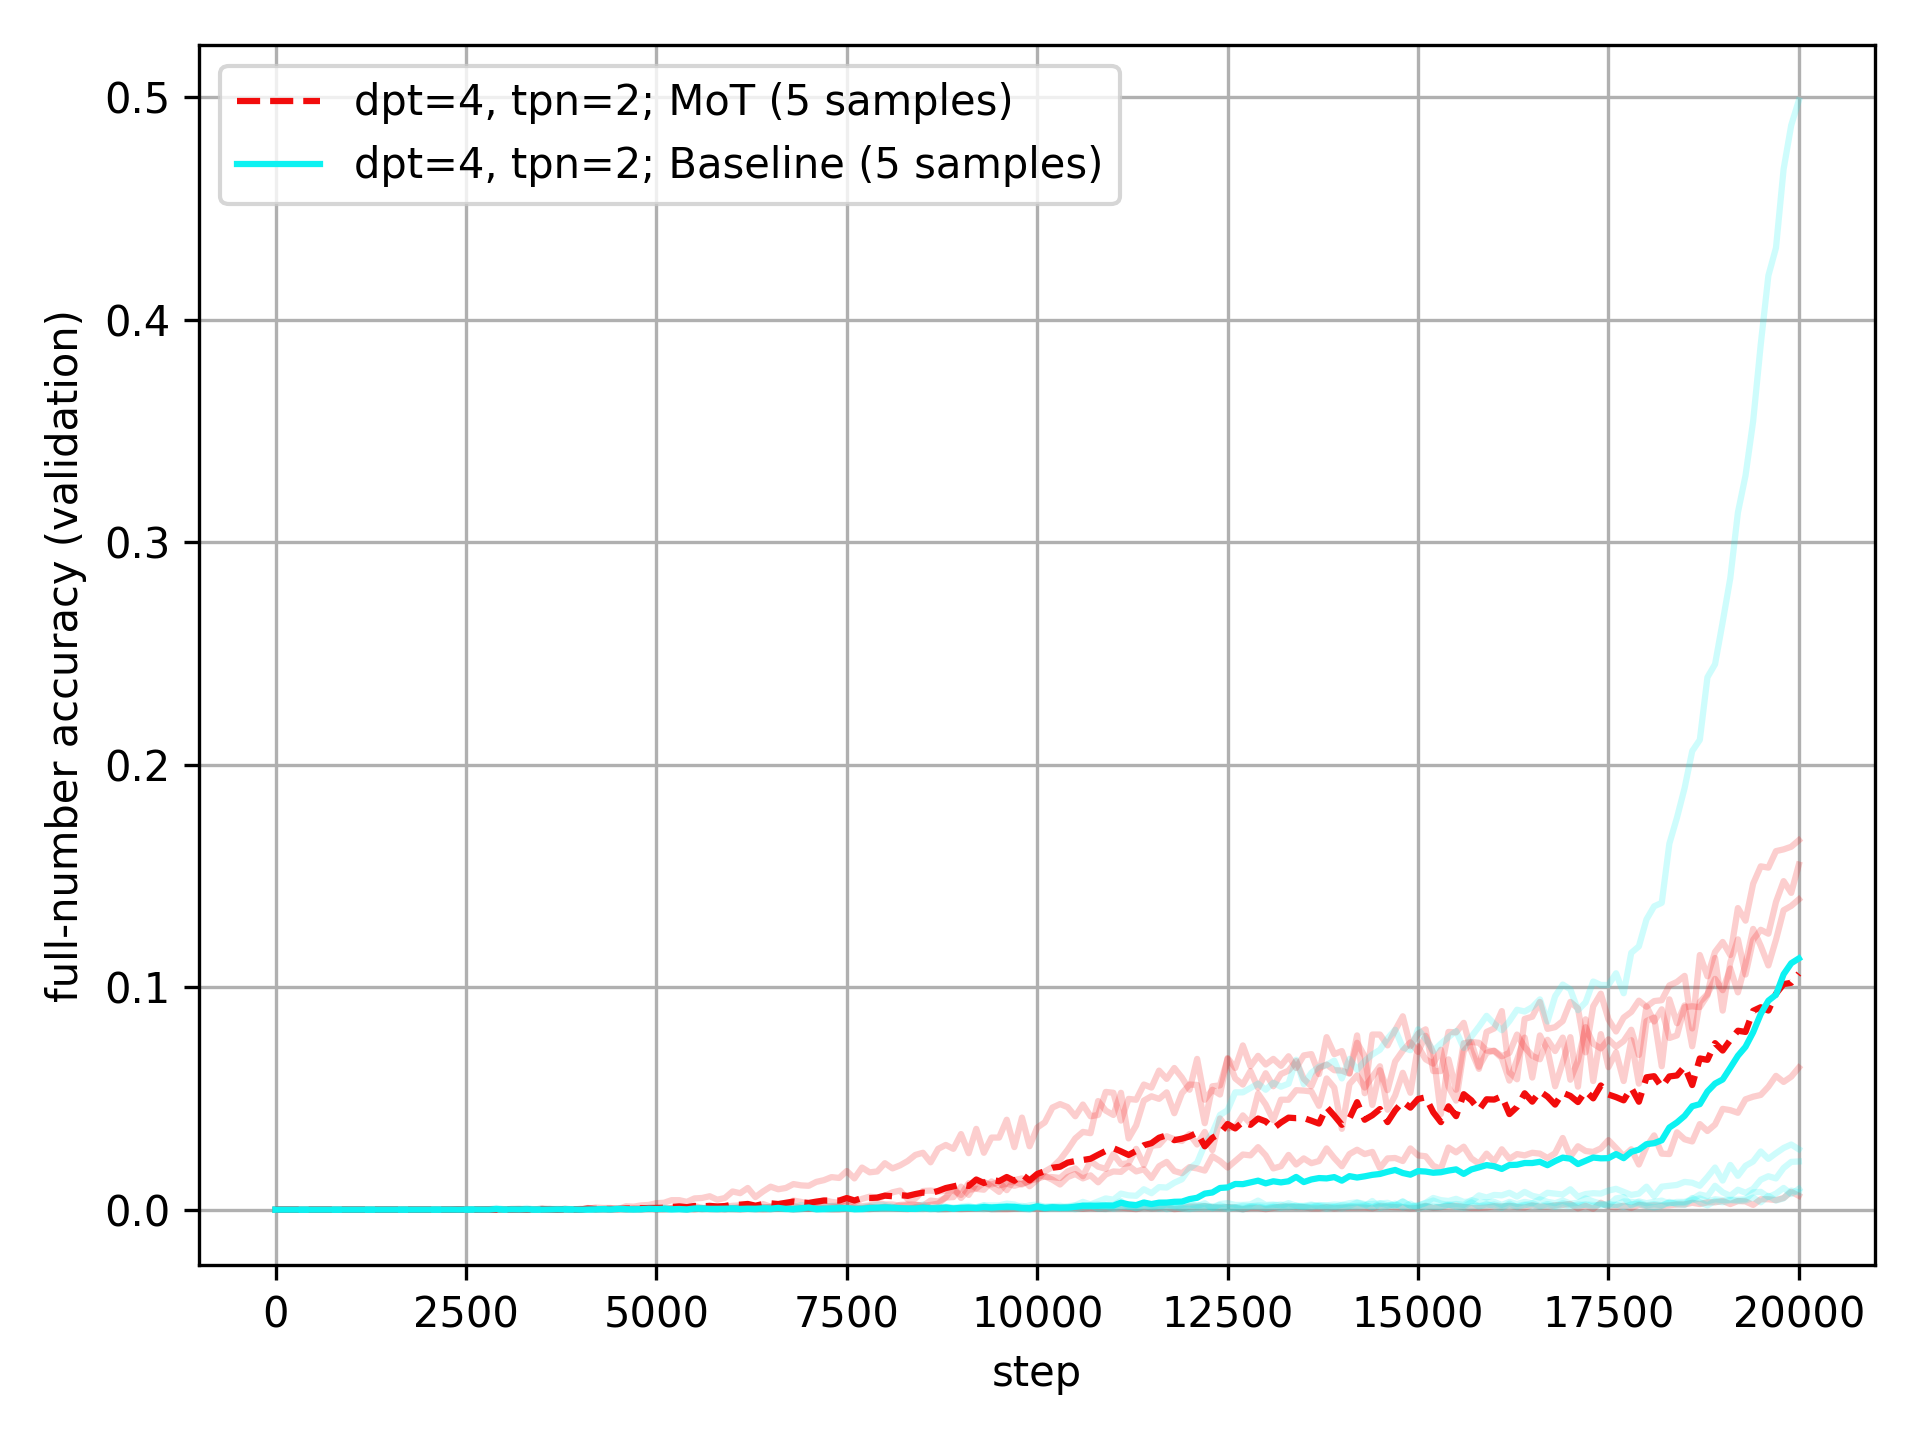 dpt=4, tpn=2; MoT (5 samples)
dpt=4, tpn=2; Baseline (5 samples)
full-number accuracy (validation)
0.5
0.4
0.3
0.2
0.1
0.0
0 2500 5000 7500 10000 12500 15000 17500 20000
step